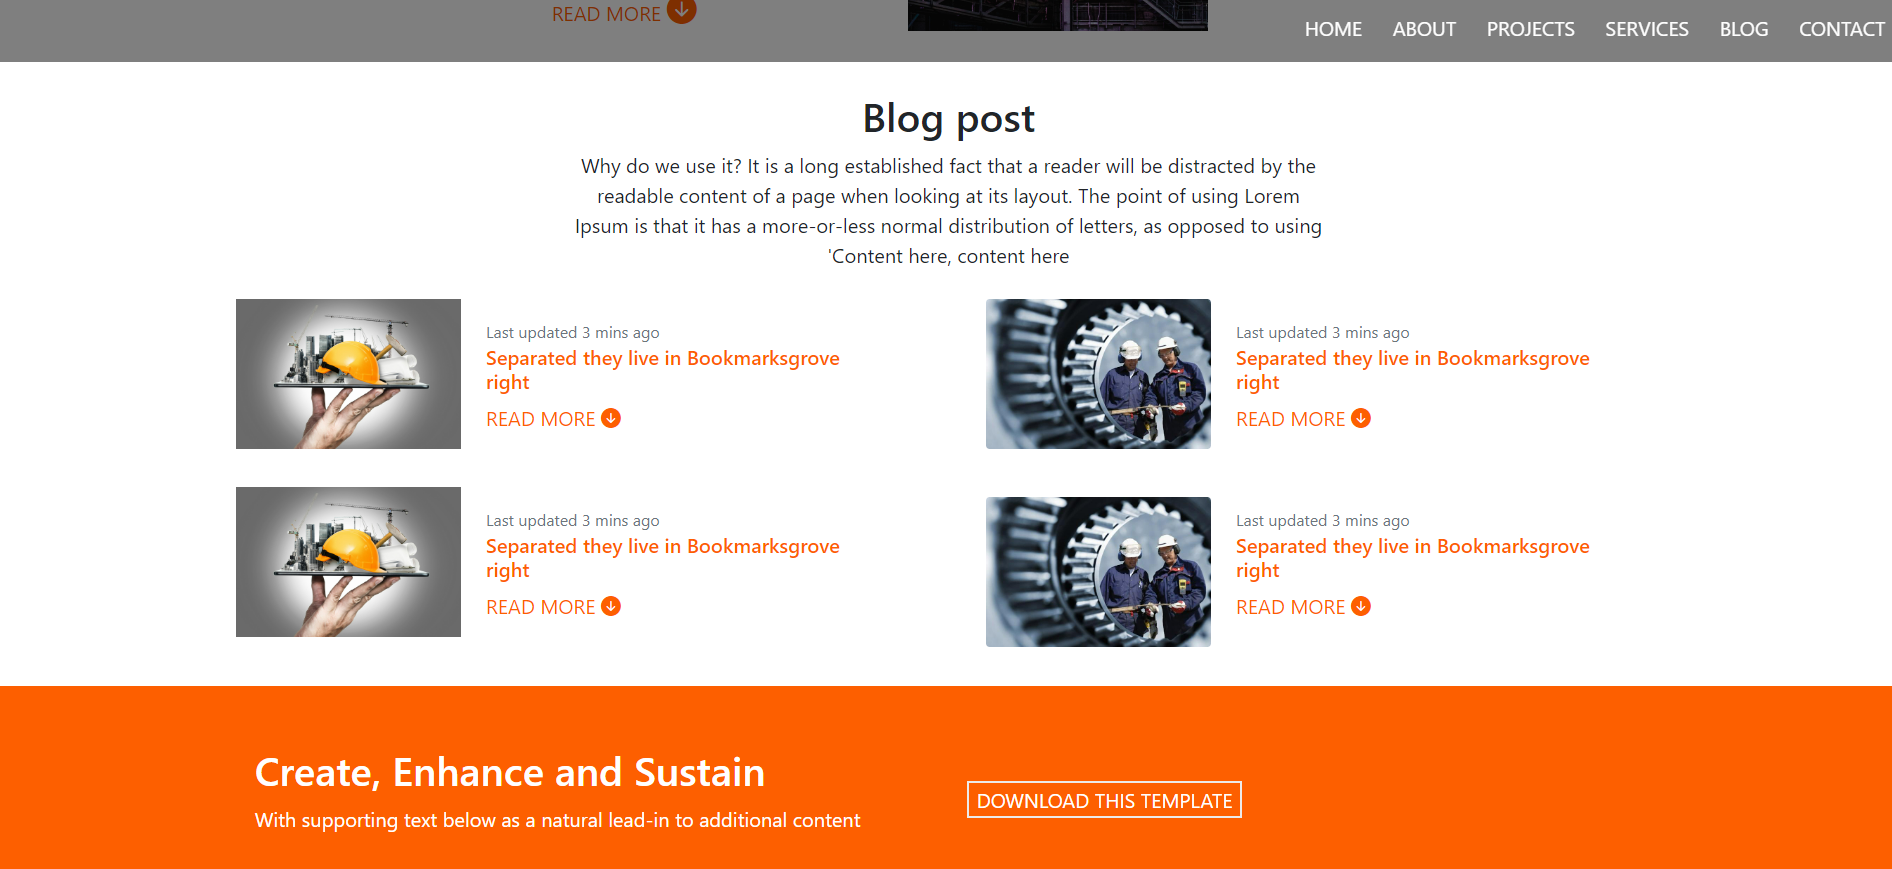 READ MORE
HOME ABOUT PROJECTS SERVICES BLOG CONTACT
Blog post
Why do we use it? It is a long established fact that a reader will be distracted by the
readable content of a page when looking at its layout. The point of using Lorem
Ipsum is that it has a more-or-less normal distribution of letters, as opposed to using
'Content here, content here
Last updated 3 mins ago
Separated they live in Bookmarksgrove
right
READ MORE
Last updated 3 mins ago
Separated they live in Bookmarksgrove
right
READ MORE
Last updated 3 mins ago
Separated they live in Bookmarksgrove
right
READ MORE
Last updated 3 mins ago
Separated they live in Bookmarksgrove
right
READ MORE
Create, Enhance and Sustain
With supporting text below as a natural lead-in to additional content
DOWNLOAD THIS TEMPLATE